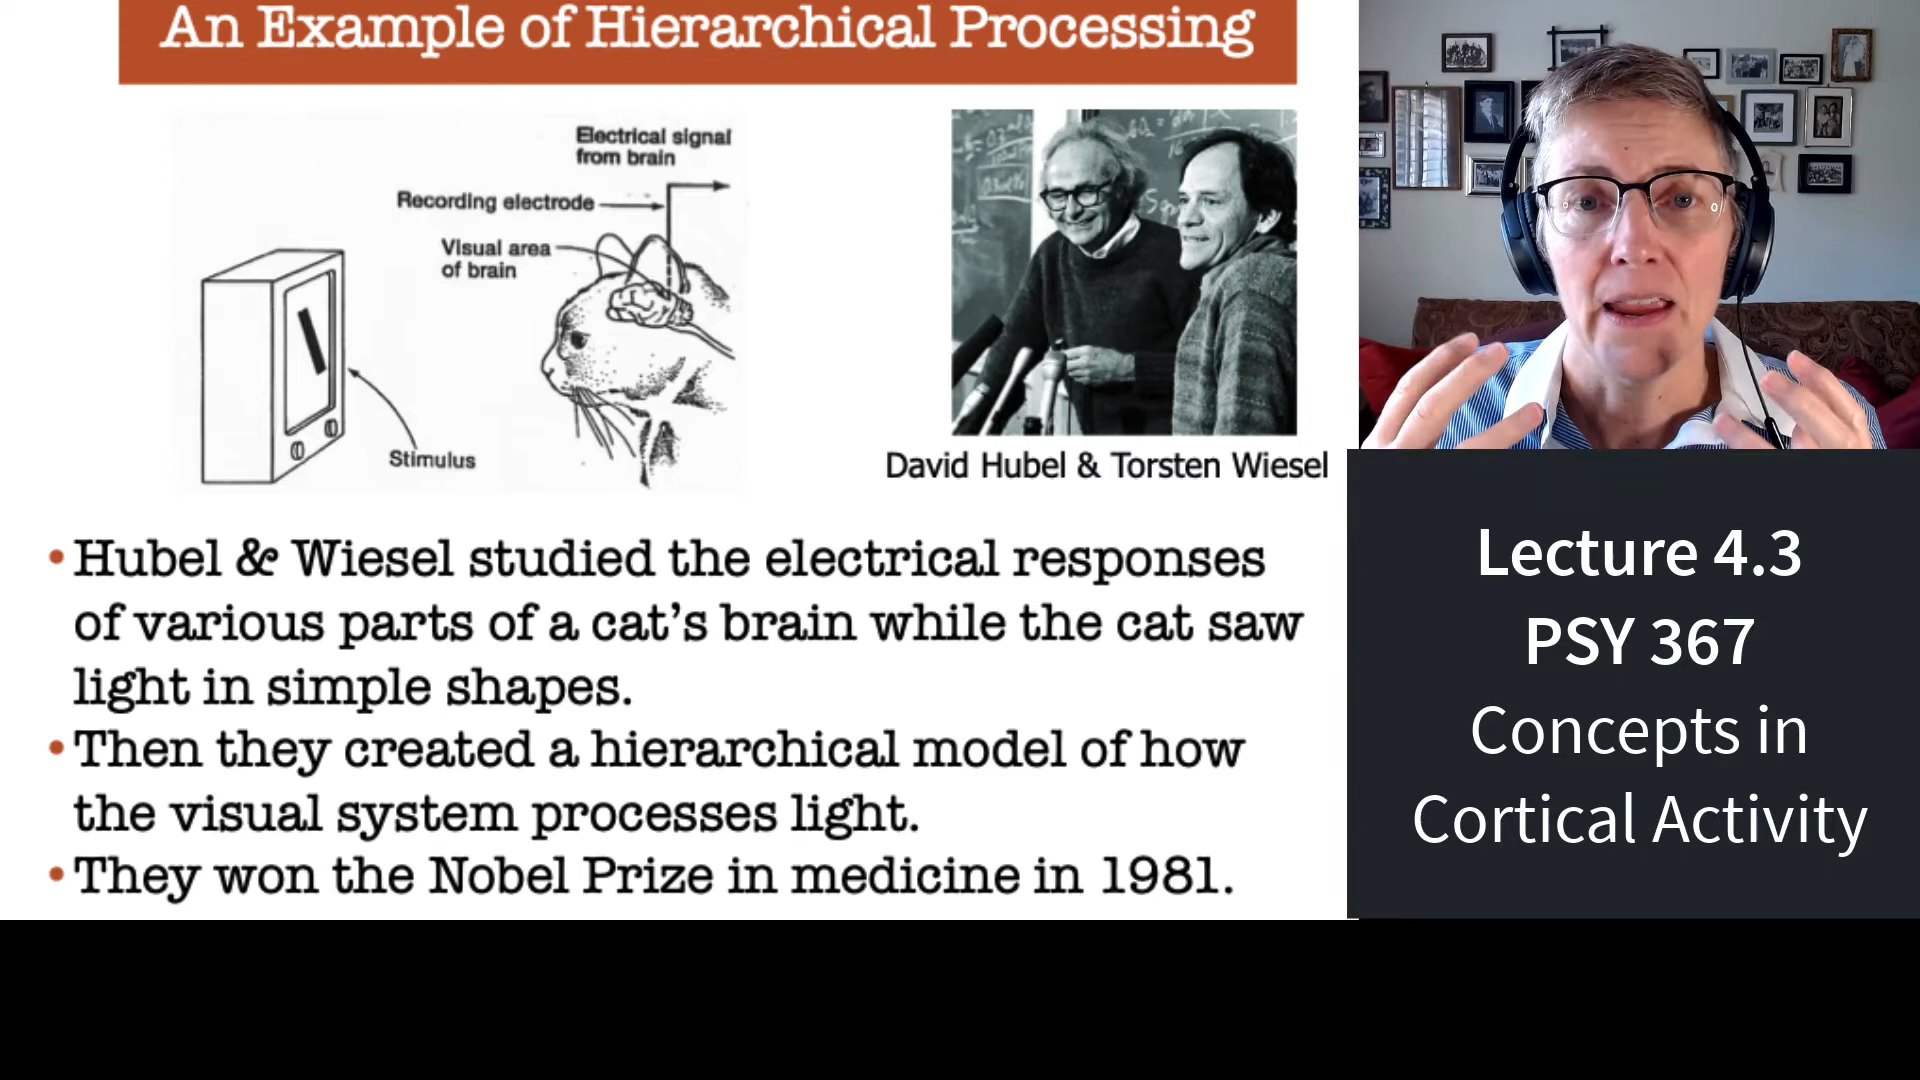 An Example of Hierarchical Processing
Electrical signal
from brain
Recording electrode
Visual area
of brain
Stimulus
David Hubel & Torsten Wiesel
•Hubel & Wiesel studied the electrical responses
of various parts of a cat’s brain while the cat saw
light in simple shapes.
•Then they created a hierarchical model of how
the visual system processes light.
•They won the Nobel Prize in medicine in 1981.
Lecture 4.3
PSY 367
Concepts in
Cortical Activity